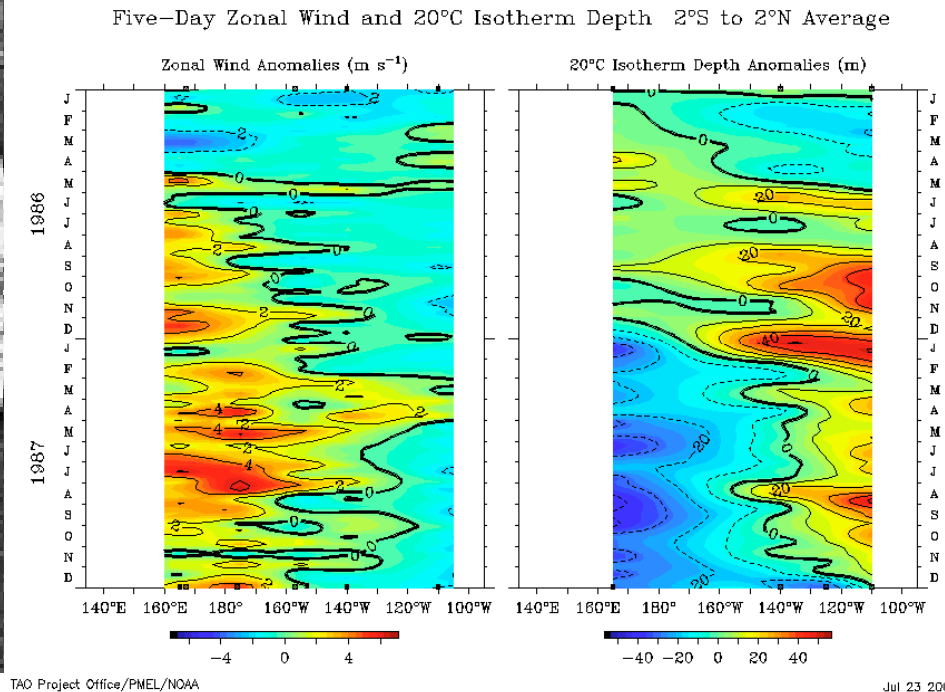 Five-Day Zonal Wind and 20°C Isotherm Depth 2°S to 2°N Average
Zonal Wind Anomalies (m s⁻¹)
20°C Isotherm Depth Anomalies (m)
1986
1987
J
F
M
A
M
J
J
A
S
O
N
D
J
F
M
A
M
J
J
A
S
O
N
D
140°E 160°E 180° 160°W 140°W 120°W 100°W
140°E 160°E 180° 160°W 140°W 120°W 100°W
-4 0 4
-40 -20 0 20 40
TAO Project Office/PMEL/NOAA
Jul 23